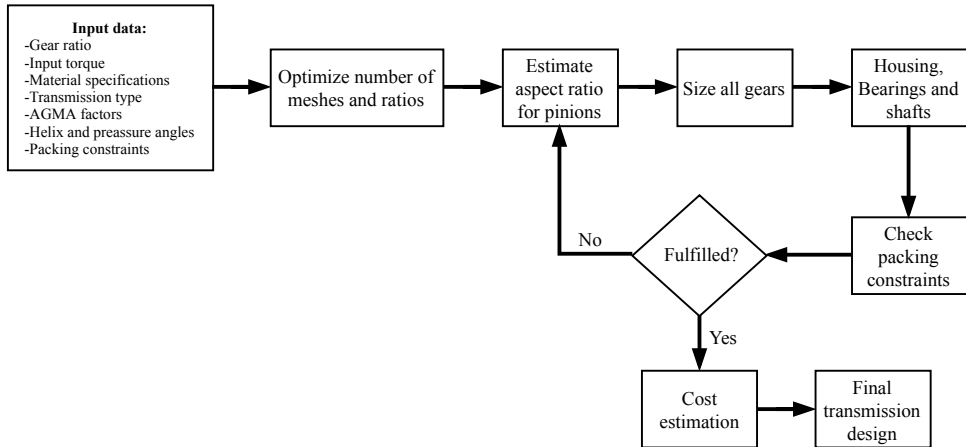 Input data:
-Gear ratio
-Input torque
-Material specifications
-Transmission type
-AGMA factors
-Helix and preassure angles
-Packing constraints
Optimize number of
meshes and ratios
Estimate
aspect ratio
for pinions
Size all gears
Housing,
Bearings and
shafts
Check
packing
constraints
Fulfilled?
No
Yes
Cost
estimation
Final
transmission
design